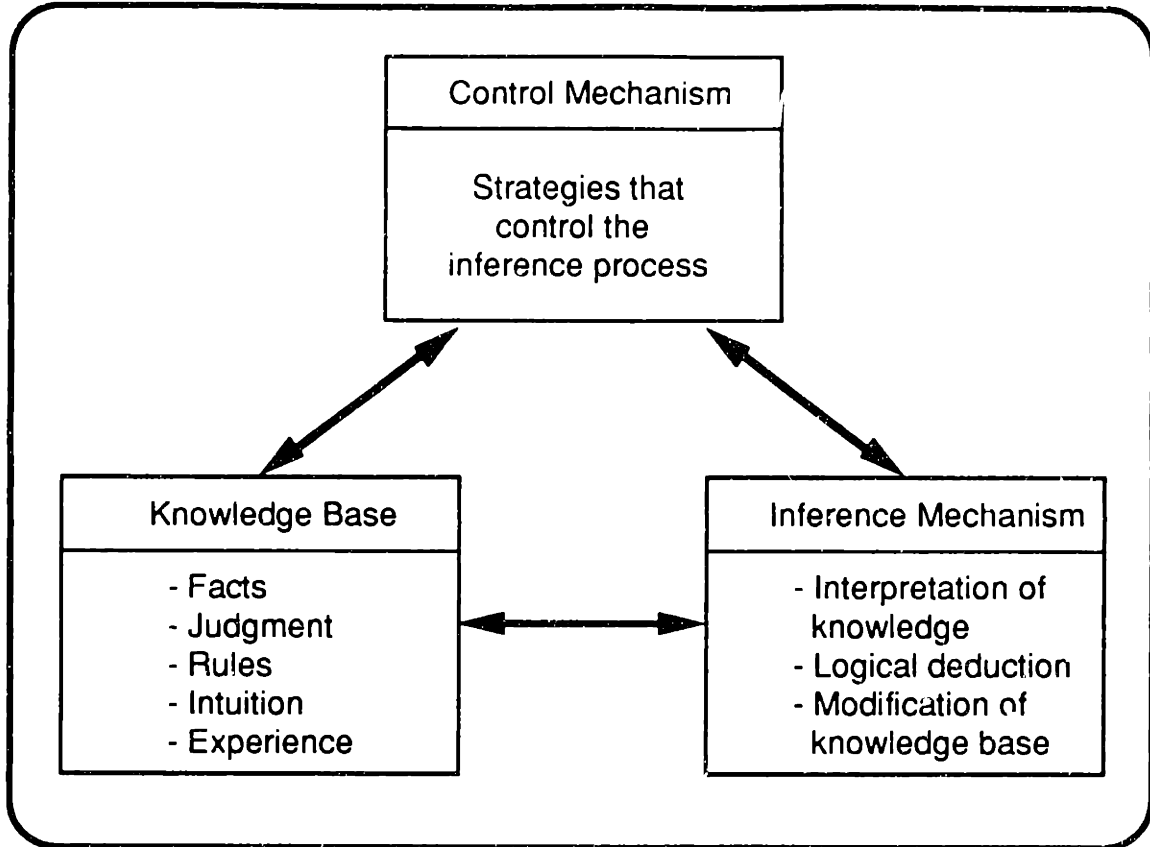 Control Mechanism
Strategies that
control the
inference process
Knowledge Base
- Facts
- Judgment
- Rules
- Intuition
- Experience
Inference Mechanism
- Interpretation of
knowledge
- Logical deduction
- Modification of
knowledge base